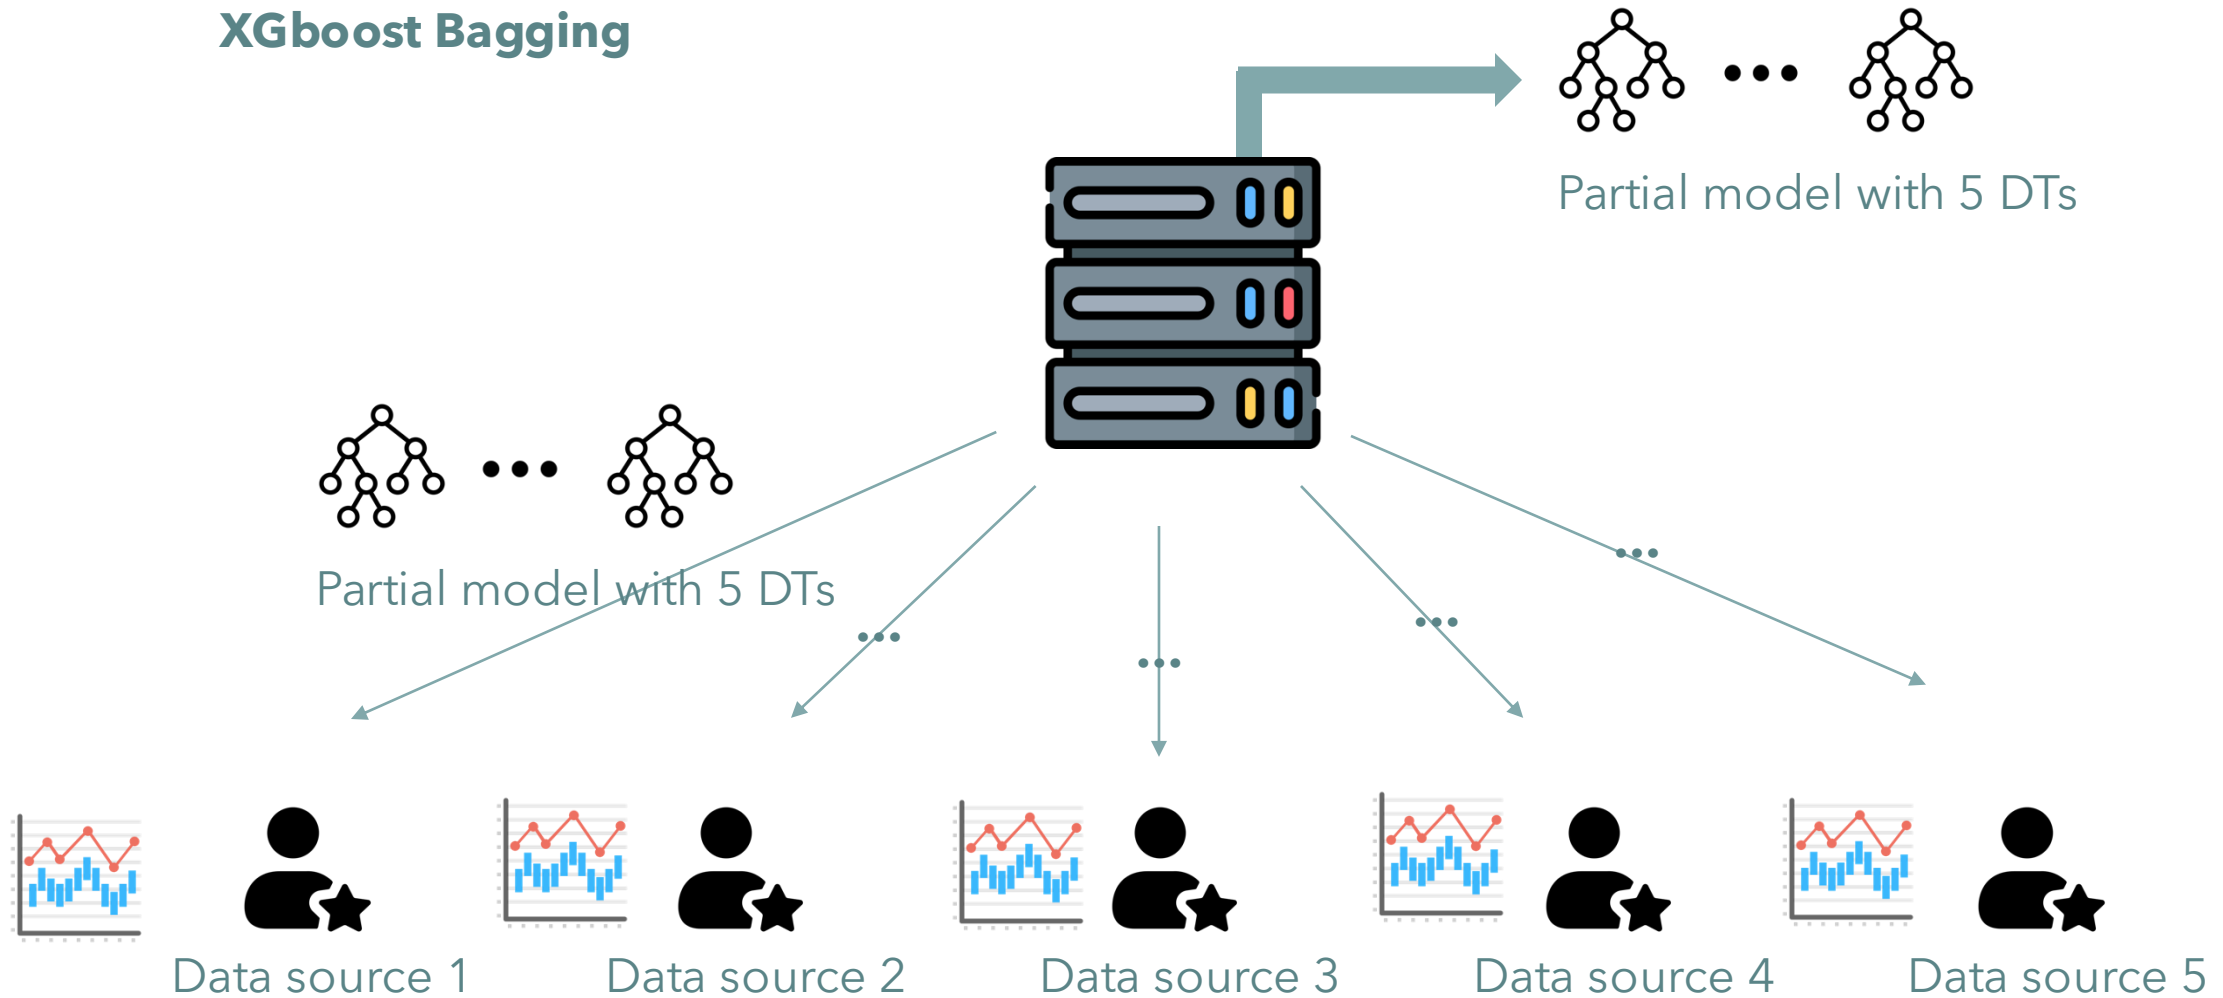 XGboost Bagging
Partial model with 5 DTs
Partial model with 5 DTs
Data source 1
Data source 2
Data source 3
Data source 4
Data source 5